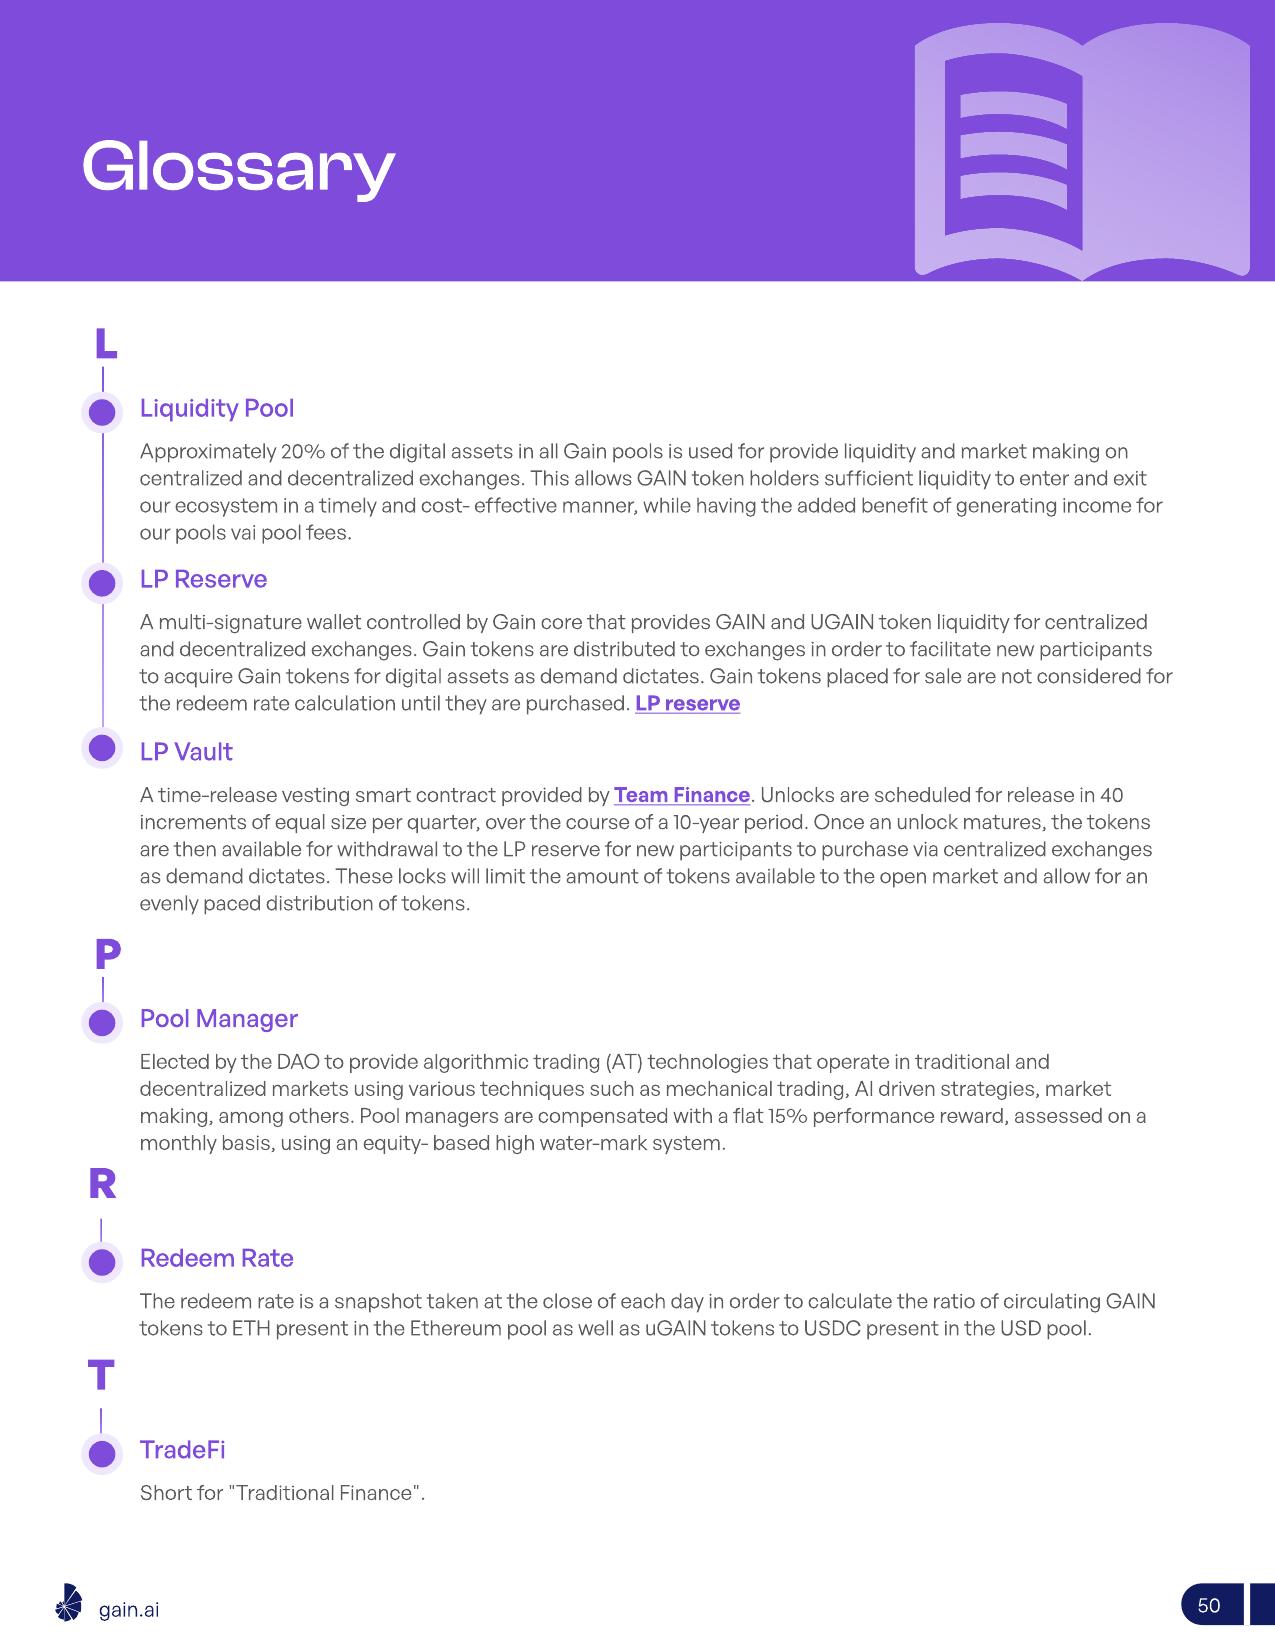 Glossary
L
Liquidity Pool
Approximately 20% of the digital assets in all Gain pools is used for provide liquidity and market making on
centralized and decentralized exchanges. This allows GAIN token holders sufficient liquidity to enter and exit
our ecosystem in a timely and cost- effective manner, while having the added benefit of generating income for
our pools vai pool fees.
LP Reserve
A multi-signature wallet controlled by Gain core that provides GAIN and UGAIN token liquidity for centralized
and decentralized exchanges. Gain tokens are distributed to exchanges in order to facilitate new participants
to acquire Gain tokens for digital assets as demand dictates. Gain tokens placed for sale are not considered for
the redeem rate calculation until they are purchased. LP reserve
LP Vault
A time-release vesting smart contract provided by Team Finance. Unlocks are scheduled for release in 40
increments of equal size per quarter, over the course of a 10-year period. Once an unlock matures, the tokens
are then available for withdrawal to the LP reserve for new participants to purchase via centralized exchanges
as demand dictates. These locks will limit the amount of tokens available to the open market and allow for an
evenly paced distribution of tokens.
P
Pool Manager
Elected by the DAO to provide algorithmic trading (AT) technologies that operate in traditional and
decentralized markets using various techniques such as mechanical trading, AI driven strategies, market
making, among others. Pool managers are compensated with a flat 15% performance reward, assessed on a
monthly basis, using an equity- based high water-mark system.
R
Redeem Rate
The redeem rate is a snapshot taken at the close of each day in order to calculate the ratio of circulating GAIN
tokens to ETH present in the Ethereum pool as well as uGAIN tokens to USDC present in the USD pool.
T
TradeFi
Short for "Traditional Finance".
gain.ai
50